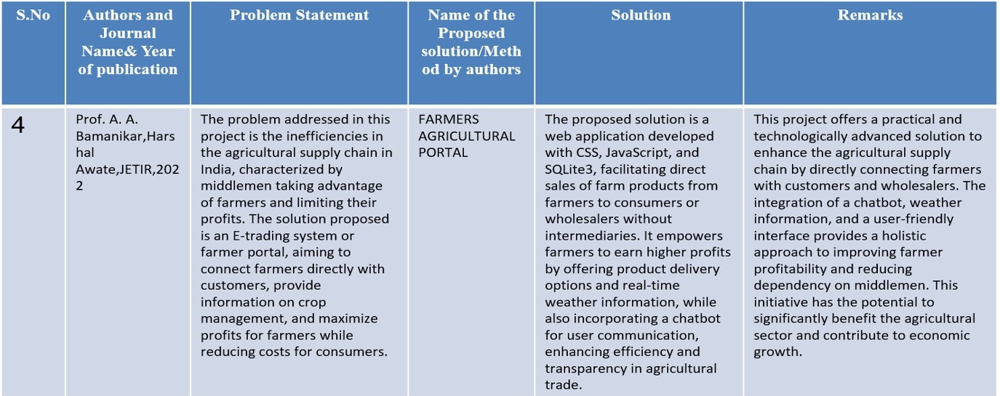 S.No
Authors and
Journal
Name& Year
of publication
Problem Statement
Name of the
Proposed
solution/Meth
od by authors
Solution
Remarks
4
Prof. A. A.
Bamanikar,Hars
hal
Awate,JETIR,202
2
The problem addressed in this
project is the inefficiencies in
the agricultural supply chain in
India, characterized by
middlemen taking advantage
of farmers and limiting their
profits. The solution proposed
is an E-trading system or
farmer portal, aiming to
connect farmers directly with
customers, provide
information on crop
management, and maximize
profits for farmers while
reducing costs for consumers.
FARMERS
AGRICULTURAL
PORTAL
The proposed solution is a
web application developed
with CSS, JavaScript, and
SQLite3, facilitating direct
sales of farm products from
farmers to consumers or
wholesalers without
intermediaries. It empowers
farmers to earn higher profits
by offering product delivery
options and real-time
weather information, while
also incorporating a chatbot
for user communication,
enhancing efficiency and
transparency in agricultural
trade.
This project offers a practical and
technologically advanced solution to
enhance the agricultural supply
chain by directly connecting farmers
with customers and wholesalers. The
integration of a chatbot, weather
information, and a user-friendly
interface provides a holistic
approach to improving farmer
profitability and reducing
dependency on middlemen. This
initiative has the potential to
significantly benefit the agricultural
sector and contribute to economic
growth.